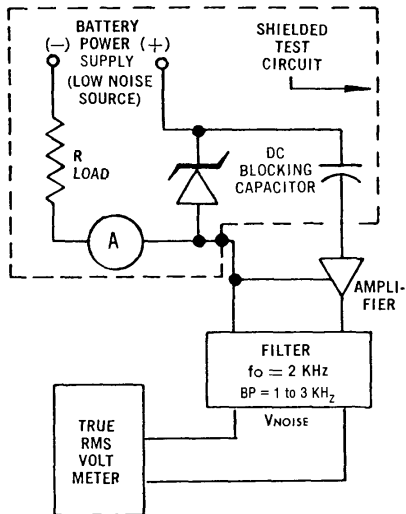 BATTERY
(−) POWER (+)
SUPPLY
(LOW NOISE
SOURCE)
SHIELDED
TEST
CIRCUIT
R
LOAD
DC
BLOCKING
CAPACITOR
A
AMPLI-
FIER
FILTER
fo = 2 KHz
BP = 1 to 3 KHz
VNOISE
TRUE
RMS
VOLT
METER